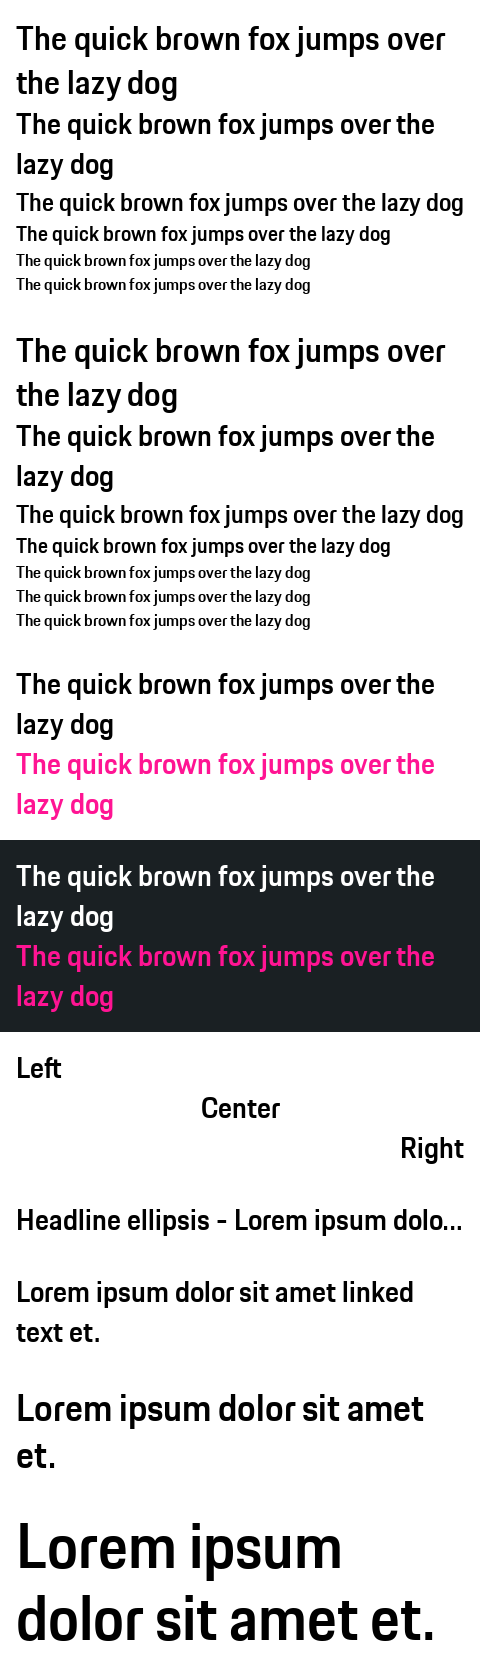 The quick brown fox jumps over
the lazy dog
The quick brown fox jumps over the
lazy dog
The quick brown fox jumps over the lazy dog
The quick brown fox jumps over the lazy dog
The quick brown fox jumps over the lazy dog
The quick brown fox jumps over the lazy dog
The quick brown fox jumps over
the lazy dog
The quick brown fox jumps over the
lazy dog
The quick brown fox jumps over the lazy dog
The quick brown fox jumps over the lazy dog
The quick brown fox jumps over the lazy dog
The quick brown fox jumps over the lazy dog
The quick brown fox jumps over the lazy dog
The quick brown fox jumps over the
lazy dog
The quick brown fox jumps over the
lazy dog
The quick brown fox jumps over the
lazy dog
The quick brown fox jumps over the
lazy dog
Left
Center
Right
Headline ellipsis - Lorem ipsum dolo...
Lorem ipsum dolor sit amet linked
text et.
Lorem ipsum dolor sit amet
et.
Lorem ipsum
dolor sit amet et.